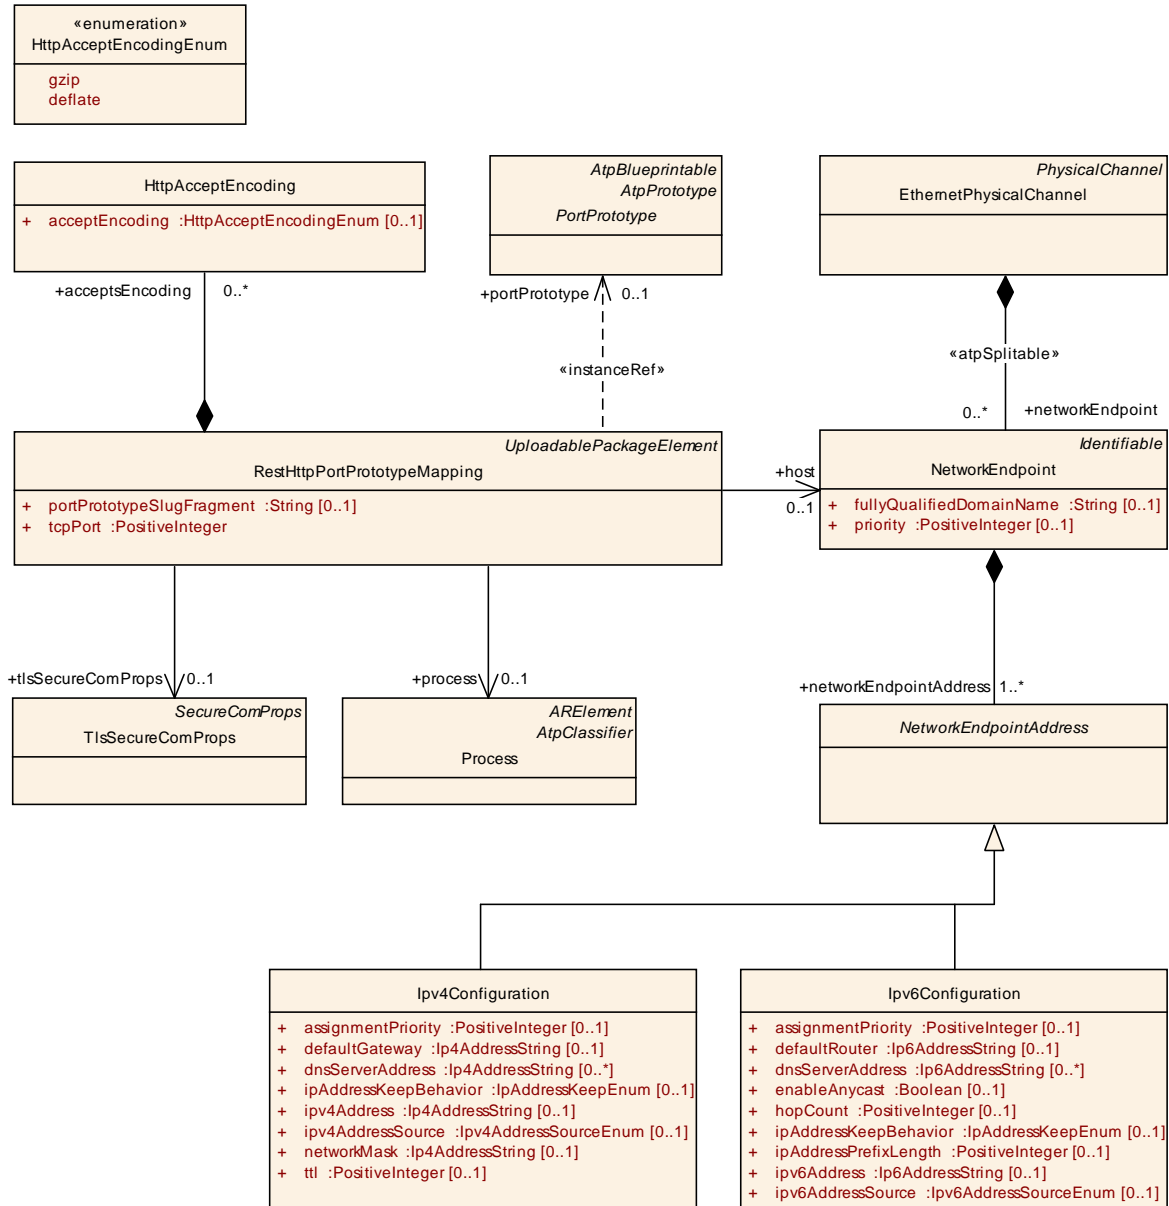 «enumeration»
HttpAcceptEncodingEnum
gzip
deflate
HttpAcceptEncoding
+ acceptEncoding :HttpAcceptEncodingEnum [0..1]
AtpBlueprintable
AtpPrototype
PortPrototype
PhysicalChannel
EthernetPhysicalChannel
+acceptsEncoding 0..*
+portPrototype 0..1
«atpSplitable»
«instanceRef»
0..* +networkEndpoint
UploadablePackageElement
RestHttpPortPrototypeMapping
+ portPrototypeSlugFragment :String [0..1]
+ tcpPort :PositiveInteger
+host
0..1
Identifiable
NetworkEndpoint
+ fullyQualifiedDomainName :String [0..1]
+ priority :PositiveInteger [0..1]
+tlsSecureComProps 0..1
+process 0..1
+networkEndpointAddress 1..*
SecureComProps
TlsSecureComProps
ARElement
AtpClassifier
Process
NetworkEndpointAddress
Ipv4Configuration
+ assignmentPriority :PositiveInteger [0..1]
+ defaultGateway :Ip4AddressString [0..1]
+ dnsServerAddress :Ip4AddressString [0..*]
+ ipAddressKeepBehavior :IpAddressKeepEnum [0..1]
+ ipv4Address :Ip4AddressString [0..1]
+ ipv4AddressSource :Ipv4AddressSourceEnum [0..1]
+ networkMask :Ip4AddressString [0..1]
+ ttl :PositiveInteger [0..1]
Ipv6Configuration
+ assignmentPriority :PositiveInteger [0..1]
+ defaultRouter :Ip6AddressString [0..1]
+ dnsServerAddress :Ip6AddressString [0..*]
+ enableAnycast :Boolean [0..1]
+ hopCount :PositiveInteger [0..1]
+ ipAddressKeepBehavior :IpAddressKeepEnum [0..1]
+ ipAddressPrefixLength :PositiveInteger [0..1]
+ ipv6Address :Ip6AddressString [0..1]
+ ipv6AddressSource :Ipv6AddressSourceEnum [0..1]